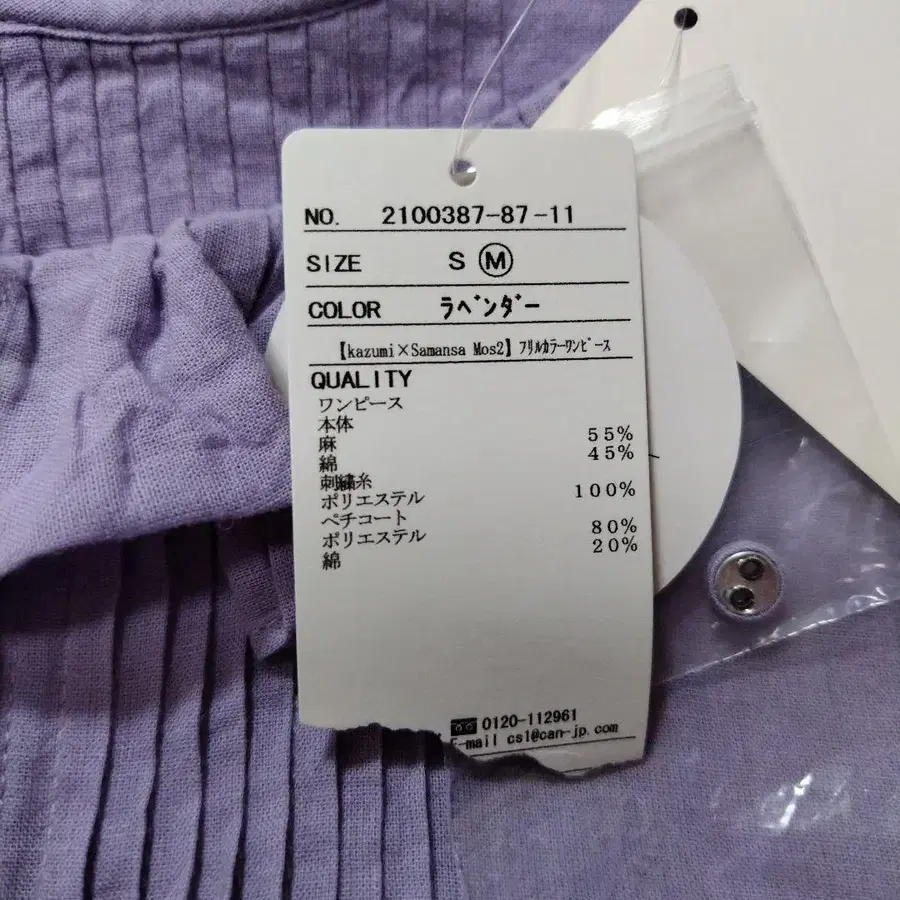 NO. 2100387-87-11
SIZE S Ⓜ
COLOR ﾗﾍﾞﾝﾀﾞｰ
【kazumi×Samansa Mos2】ﾌﾘﾙｶﾗｰﾜﾝﾋﾟｰｽ
QUALITY
ワンピース
本体
麻 55%
綿 45%
刺繍糸
ポリエステル 100%
ペチコート
ポリエステル 80%
綿 20%
0120-112961
E-mail cs1@can-jp.com